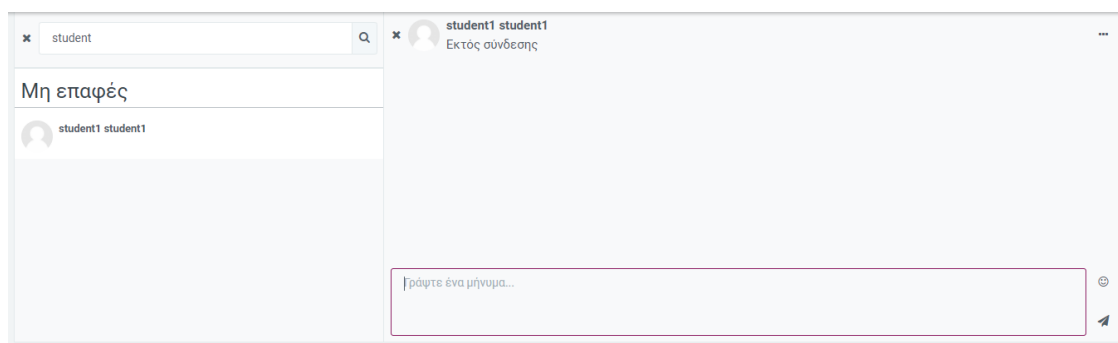 student
Μη επαφές
student1 student1
student1 student1
Εκτός σύνδεσης
Γράψτε ένα μήνυμα...